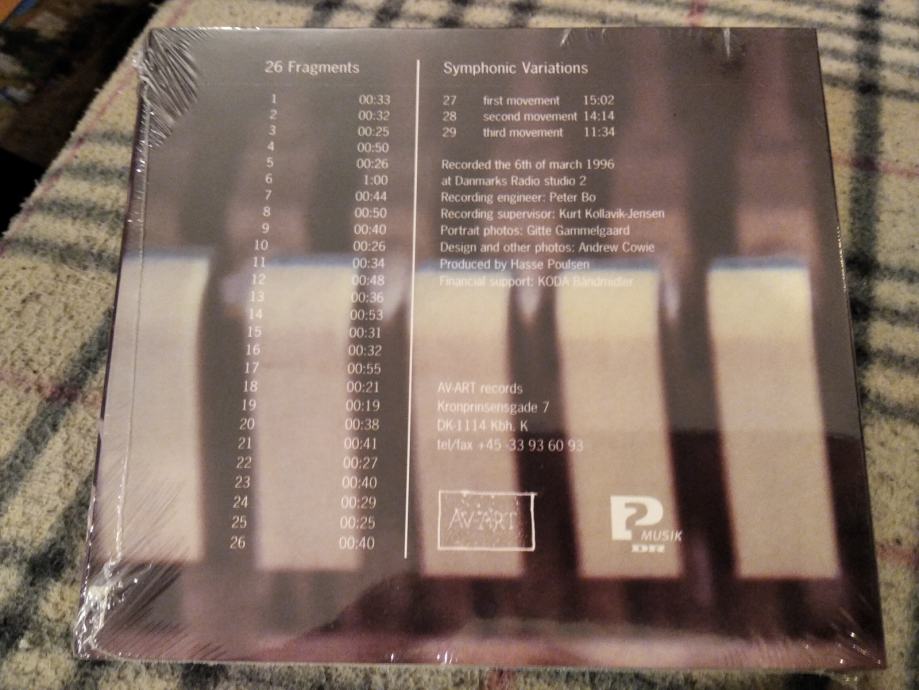 26 Fragments
1 00:33
2 00:32
3 00:25
4 00:50
5 00:26
6 1:00
7 00:44
8 00:50
9 00:40
10 00:26
11 00:34
12 00:48
13 00:36
14 00:53
15 00:31
16 00:32
17 00:55
18 00:21
19 00:19
20 00:38
21 00:41
22 00:27
23 00:40
24 00:29
25 00:25
26 00:40
Symphonic Variations
27 first movement 15:02
28 second movement 14:14
29 third movement 11:34
Recorded the 6th of march 1996
at Danmarks Radio studio 2
Recording engineer: Peter Bo
Recording supervisor: Kurt Kollavik-Jensen
Portrait photos: Gitte Gammelgaard
Design and other photos: Andrew Cowie
Produced by Hasse Poulsen
Financial support: KODA Båndmidler
AV-ART records
Kronprinsensgade 7
DK-1114 Kbh. K
tel/fax +45 -33 93 60 93
AV-ART
P2
MUSIK
DR